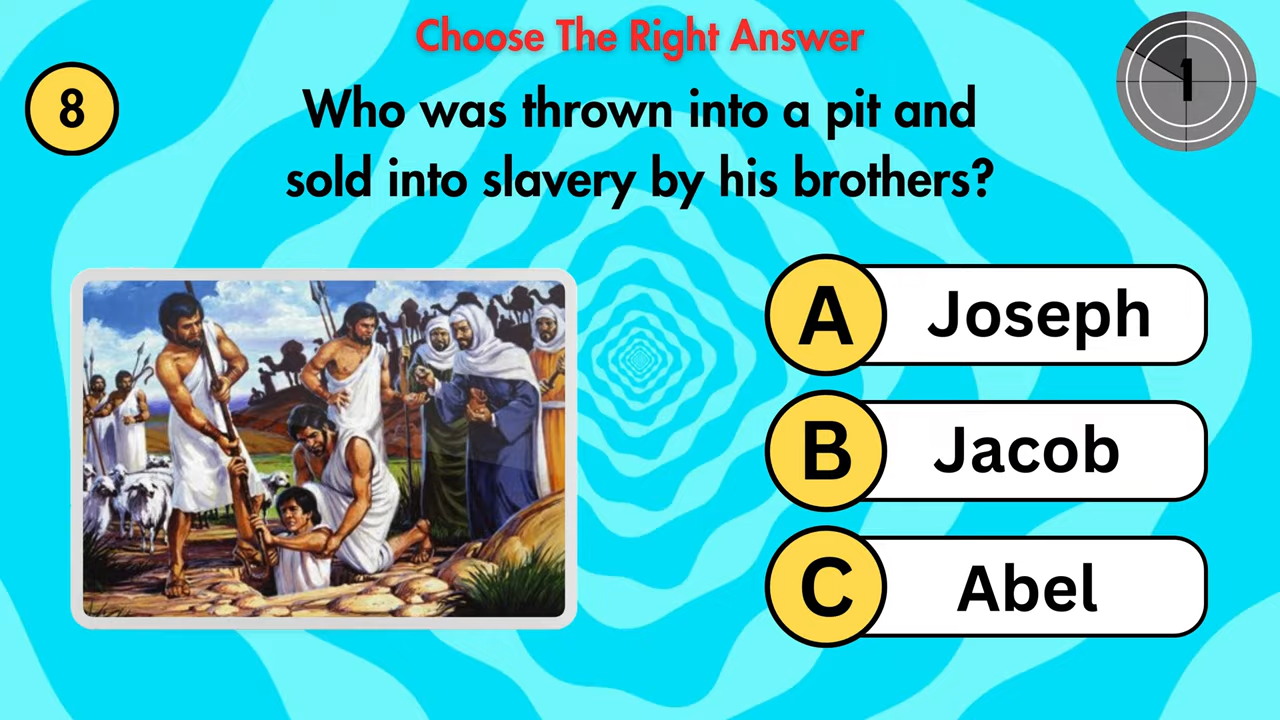 Choose The Right Answer
8
1
Who was thrown into a pit and
sold into slavery by his brothers?
A Joseph
B Jacob
C Abel